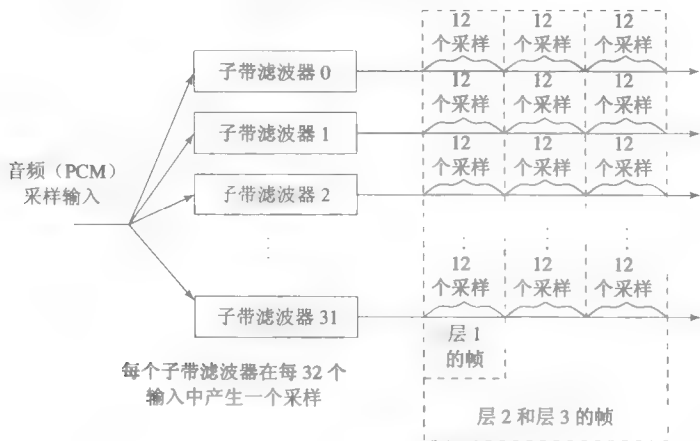 12 12 12
个采样 个采样 个采样
子带滤波器 0
12 12 12
个采样 个采样 个采样
子带滤波器 1
12 12 12
个采样 个采样 个采样
子带滤波器 2
音频（PCM）
采样输入
12 12 12
个采样 个采样 个采样
子带滤波器 31
层 1
的帧
每个子带滤波器在每 32 个
输入中产生一个采样
层 2 和层 3 的帧